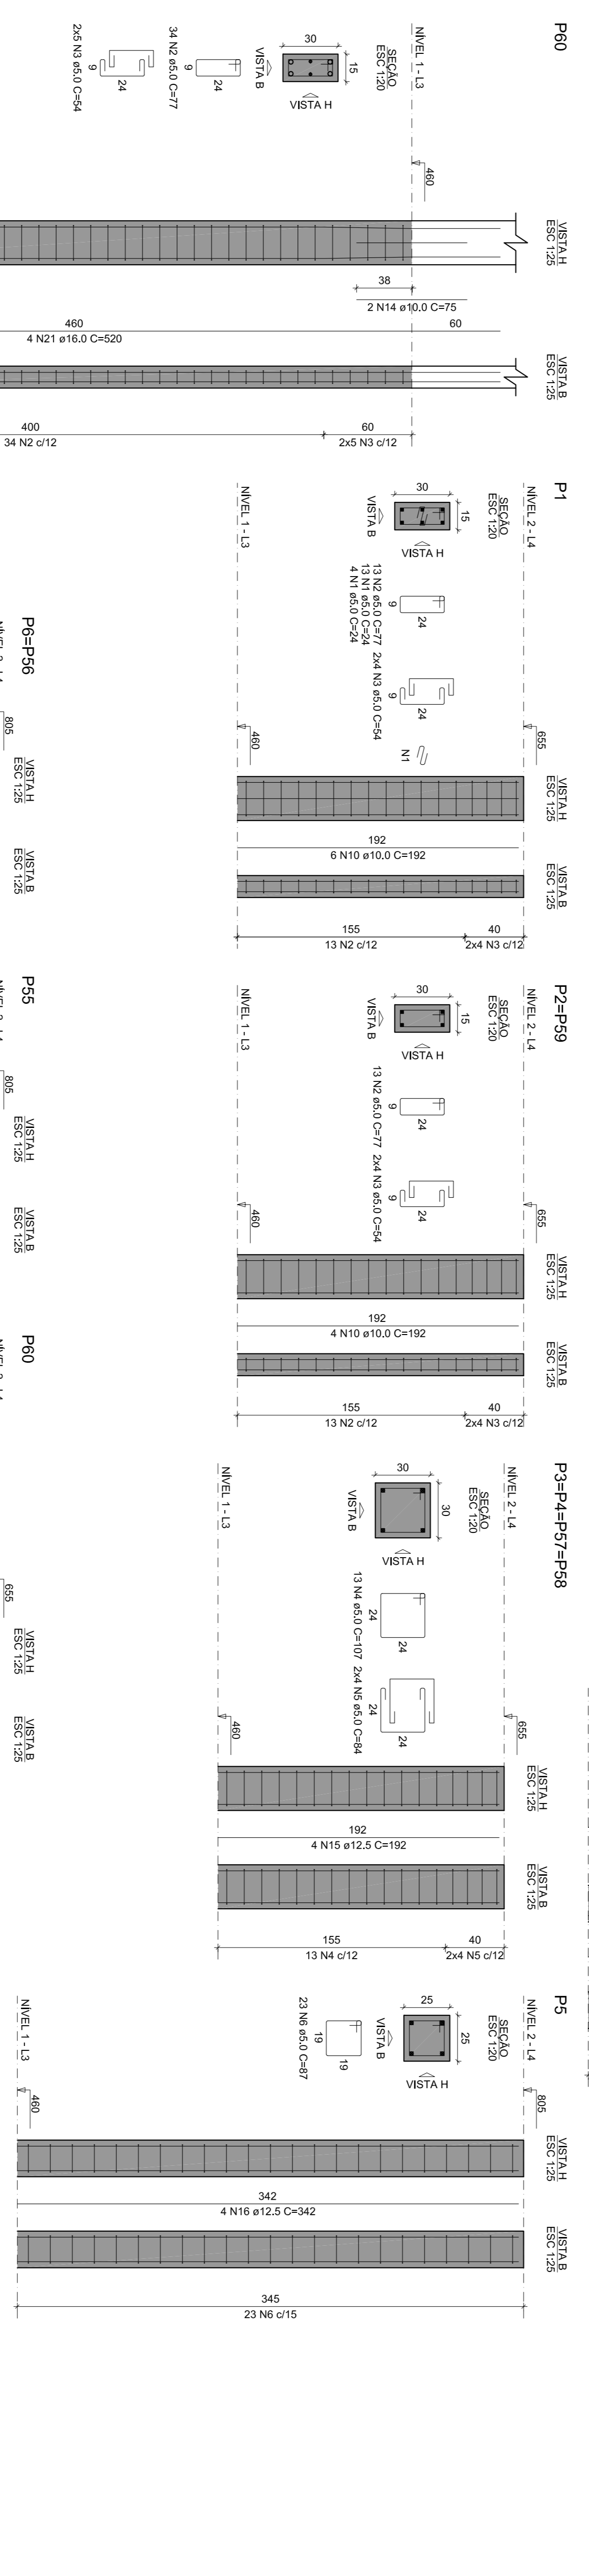 P60
NÍVEL 1 - L3
SEÇÃO
ESC 1:20
30
15
VISTA H
VISTA B
9
24
34 N2 ø5.0 C=77
9
24
2x5 N3 ø5.0 C=54
460
VISTA H
ESC 1:25
38
2 N14 ø10.0 C=75
460
60
4 N21 ø16.0 C=520
VISTA B
ESC 1:25
400
60
34 N2 c/12
2x5 N3 c/12
P1
NÍVEL 2 - L4
SEÇÃO
ESC 1:20
30
15
VISTA H
VISTA B
NÍVEL 1 - L3
9
24
13 N2 ø5.0 C=77
13 N1 ø5.0 C=24
4 N1 ø5.0 C=24
9
24
2x4 N3 ø5.0 C=54
N1
655
460
VISTA H
ESC 1:25
192
6 N10 ø10.0 C=192
VISTA B
ESC 1:25
155
40
13 N2 c/12
2x4 N3 c/12
P2=P59
NÍVEL 2 - L4
SEÇÃO
ESC 1:20
30
15
VISTA H
VISTA B
NÍVEL 1 - L3
9
24
13 N2 ø5.0 C=77
9
24
2x4 N3 ø5.0 C=54
655
460
VISTA H
ESC 1:25
192
4 N10 ø10.0 C=192
VISTA B
ESC 1:25
155
40
13 N2 c/12
2x4 N3 c/12
P3=P4=P57=P58
NÍVEL 2 - L4
SEÇÃO
ESC 1:20
30
30
VISTA H
VISTA B
NÍVEL 1 - L3
24
24
13 N4 ø5.0 C=107
24
24
2x4 N5 ø5.0 C=84
655
460
VISTA H
ESC 1:25
192
4 N15 ø12.5 C=192
VISTA B
ESC 1:25
155
40
13 N4 c/12
2x4 N5 c/12
P5
NÍVEL 2 - L4
SEÇÃO
ESC 1:20
25
25
VISTA H
VISTA B
NÍVEL 1 - L3
19
19
23 N6 ø5.0 C=87
805
460
VISTA H
ESC 1:25
342
4 N16 ø12.5 C=342
VISTA B
ESC 1:25
345
23 N6 c/15
P6=P56
805
VISTA H
ESC 1:25
VISTA B
ESC 1:25
P55
805
VISTA H
ESC 1:25
VISTA B
ESC 1:25
P60
655
VISTA H
ESC 1:25
VISTA B
ESC 1:25